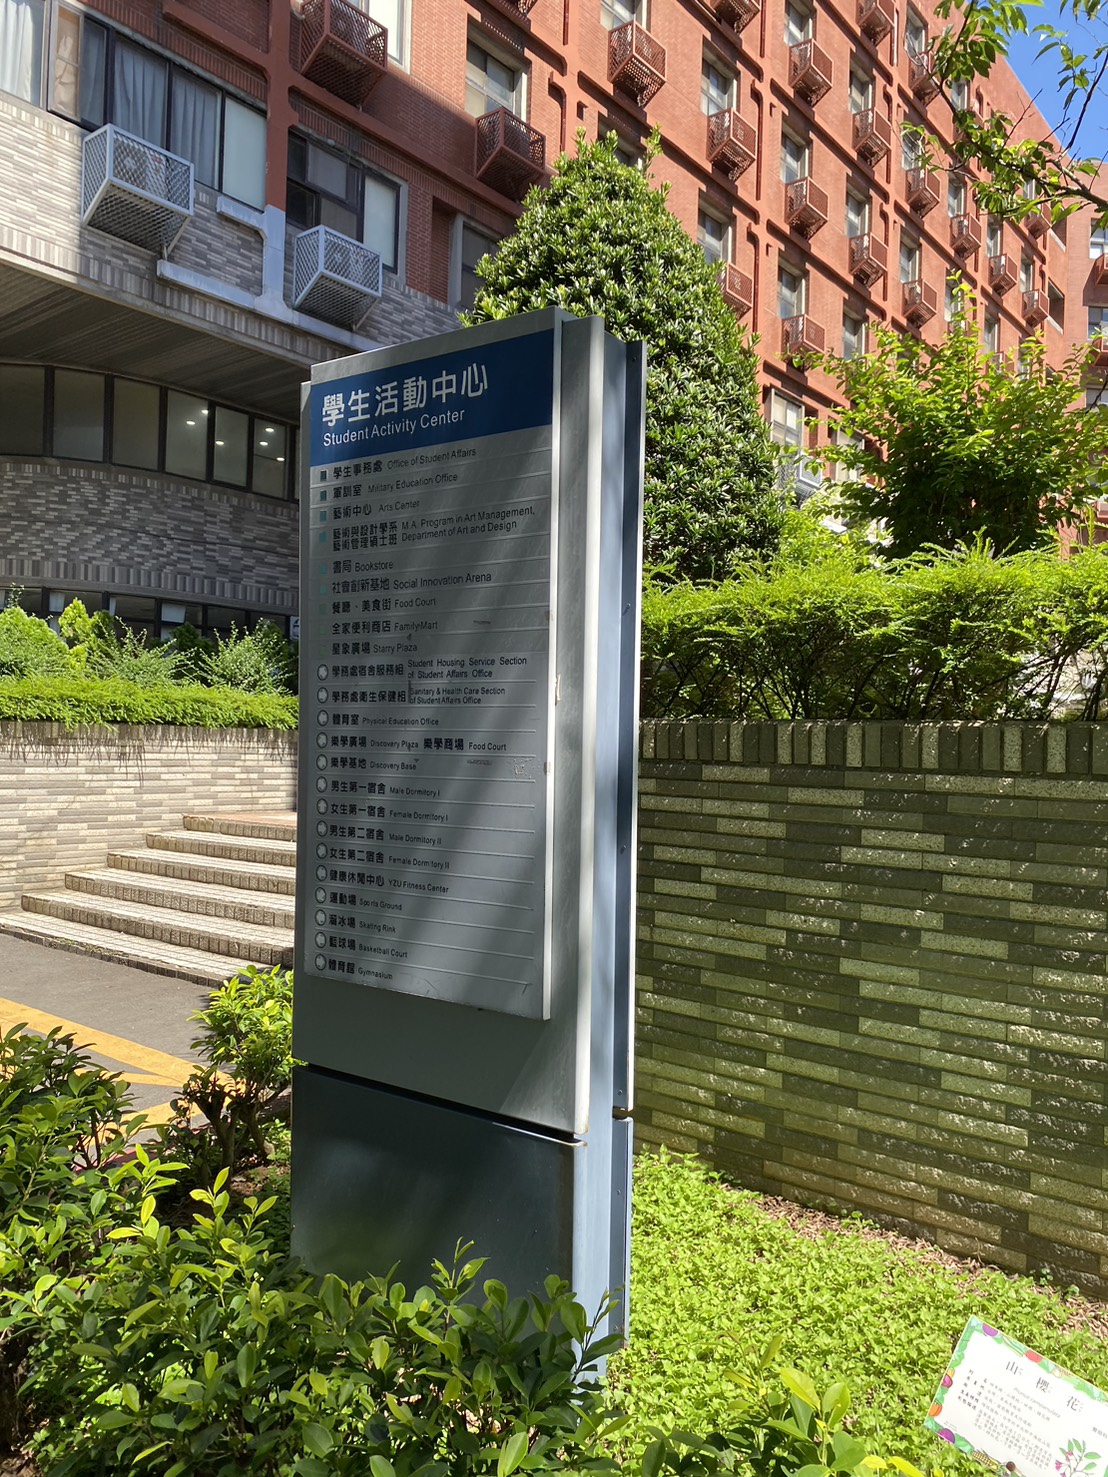 學生活動中心
Student Activity Center
學生事務處 Office of Student Affairs
軍訓室 Military Education Office
藝術中心 Arts Center
藝術與設計學系 M.A. Program in Art Management,
藝術管理碩士班 Department of Art and Design
書局 Bookstore
社會創新基地 Social Innovation Arena
餐廳、美食街 Food Court
全家便利商店 FamilyMart
星象廣場 Starry Plaza
學務處宿舍服務組 Student Housing Service Section
of Student Affairs Office
學務處衛生保健組 Sanitary & Health Care Section
of Student Affairs Office
體育室 Physical Education Office
樂學廣場 Discovery Plaza 樂學商場 Food Court
樂學基地 Discovery Base
男生第一宿舍 Male Dormitory I
女生第一宿舍 Female Dormitory I
男生第二宿舍 Male Dormitory II
女生第二宿舍 Female Dormitory II
健康休閒中心 YZU Fitness Center
運動場 Sports Ground
溜冰場 Skating Rink
籃球場 Basketball Court
體育館 Gymnasium
山櫻花